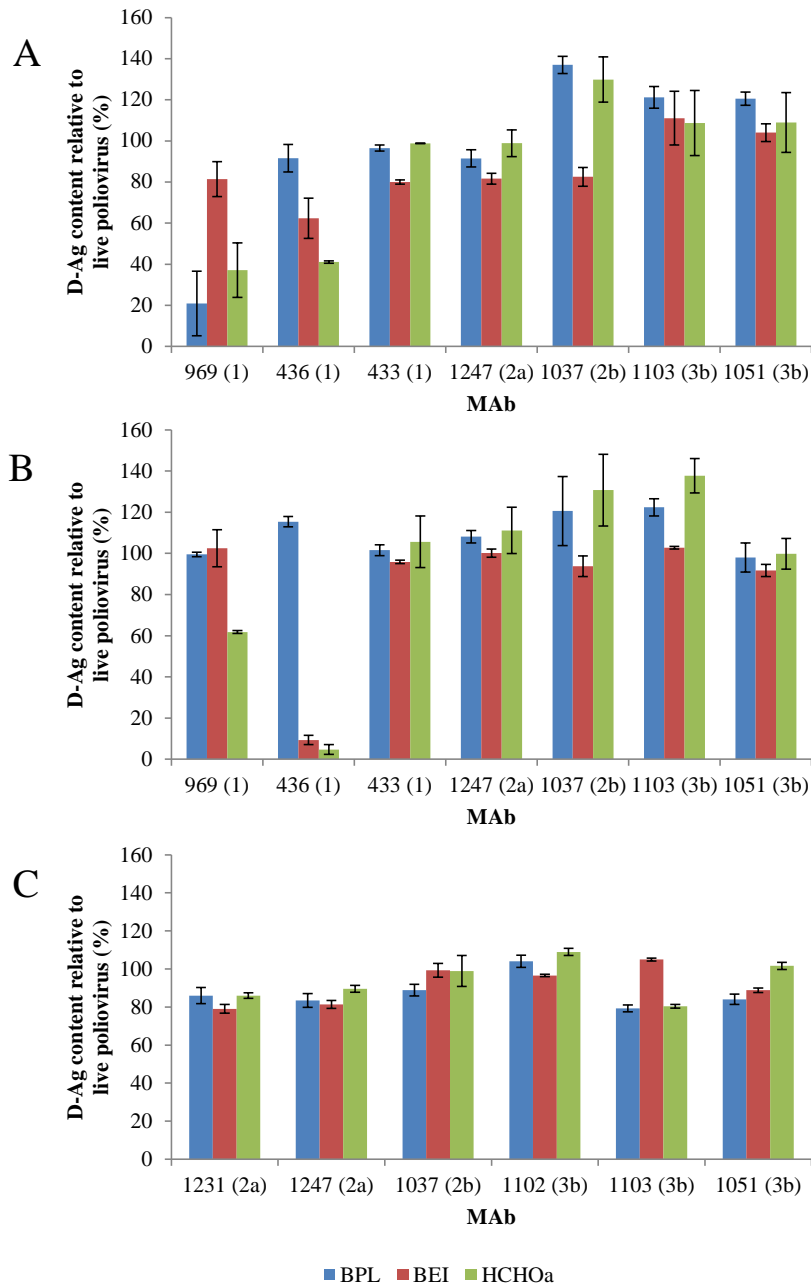 A
D-Ag content relative to
live poliovirus (%)
160
140
120
100
80
60
40
20
0
969 (1) 436 (1) 433 (1) 1247 (2a) 1037 (2b) 1103 (3b) 1051 (3b)
MAb
B
D-Ag content relative to
live poliovirus (%)
160
140
120
100
80
60
40
20
0
969 (1) 436 (1) 433 (1) 1247 (2a) 1037 (2b) 1103 (3b) 1051 (3b)
MAb
C
D-Ag content relative to
live poliovirus (%)
160
140
120
100
80
60
40
20
0
1231 (2a) 1247 (2a) 1037 (2b) 1102 (3b) 1103 (3b) 1051 (3b)
MAb
BPL BEI HCHOa